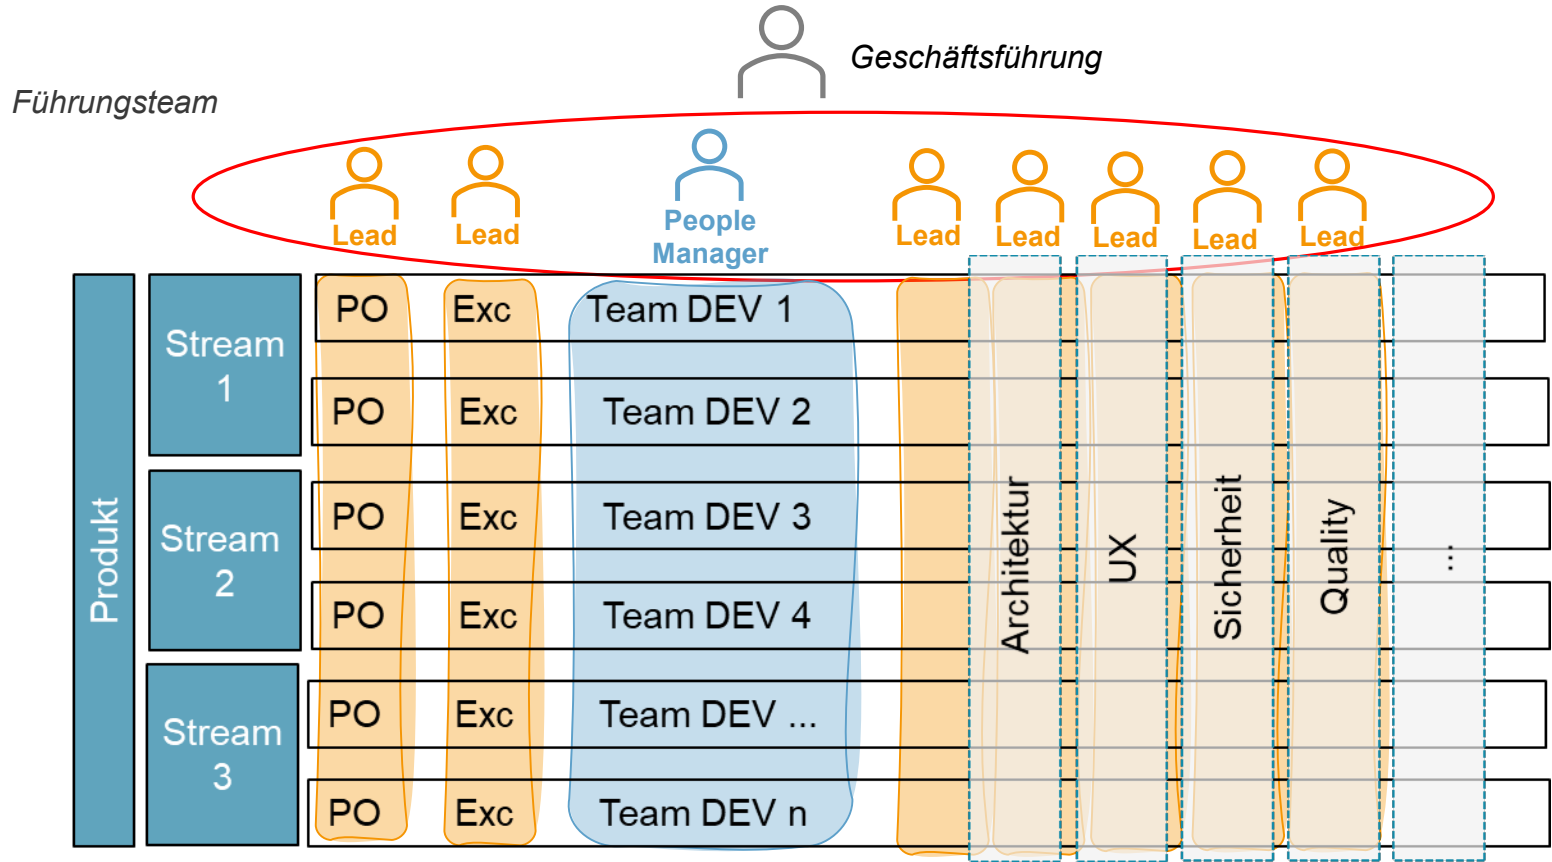 Geschäftsführung
Führungsteam
Lead
Lead
People
Manager
Lead
Lead
Lead
Lead
Lead
Produkt
Stream
1
Stream
2
Stream
3
PO
Exc
Team DEV 1
PO
Exc
Team DEV 2
PO
Exc
Team DEV 3
PO
Exc
Team DEV 4
PO
Exc
Team DEV ...
PO
Exc
Team DEV n
Architektur
UX
Sicherheit
Quality
...